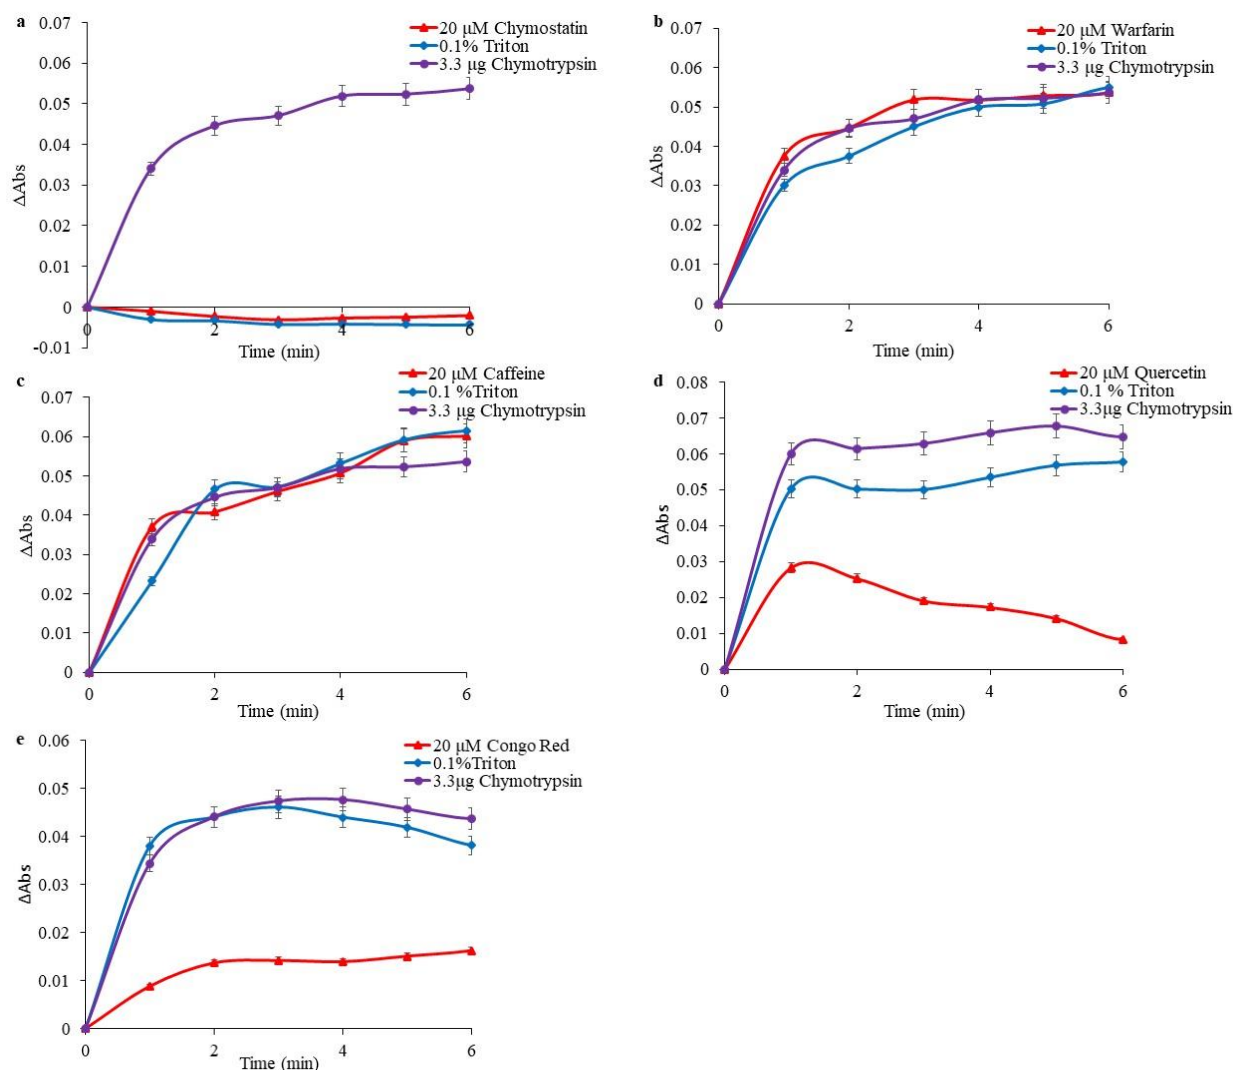 a
0.07
0.06
0.05
0.04
0.03
0.02
0.01
0
-0.01
ΔAbs
20 μM Chymostatin
0.1% Triton
3.3 μg Chymotrypsin
0 2 4 6
Time (min)
b
0.07
0.06
0.05
0.04
0.03
0.02
0.01
0
ΔAbs
20 μM Warfarin
0.1% Triton
3.3 μg Chymotrypsin
0 2 4 6
Time (min)
c
0.07
0.06
0.05
0.04
0.03
0.02
0.01
0
ΔAbs
20 μM Caffeine
0.1 %Triton
3.3 μg Chymotrypsin
0 2 4 6
Time (min)
d
0.08
0.07
0.06
0.05
0.04
0.03
0.02
0.01
0
ΔAbs
20 μM Quercetin
0.1 % Triton
3.3μg Chymotrypsin
0 2 4 6
Time (min)
e
0.06
0.05
0.04
0.03
0.02
0.01
0
ΔAbs
20 μM Congo Red
0.1%Triton
3.3μg Chymotrypsin
0 2 4 6
Time (min)